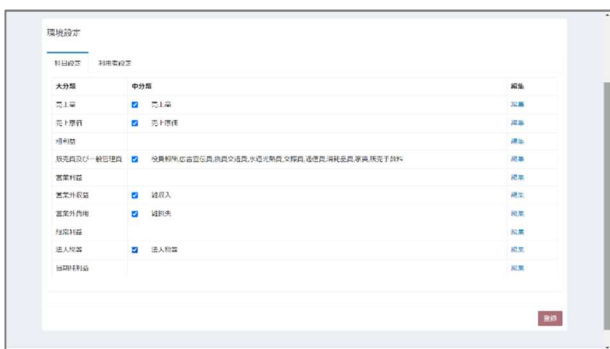 環境設定
科目設定 利用者設定
大分類 中分類 編集
売上高 売上高 編集
売上原価 売上原価 編集
粗利益 編集
販売費及び一般管理費 役員報酬,広告宣伝費,旅費交通費,水道光熱費,交際費,通信費,消耗品費,家賃,販売手数料 編集
営業利益 編集
営業外収益 雑収入 編集
営業外費用 雑損失 編集
経常利益 編集
法人税等 法人税等 編集
当期純利益 編集
登録